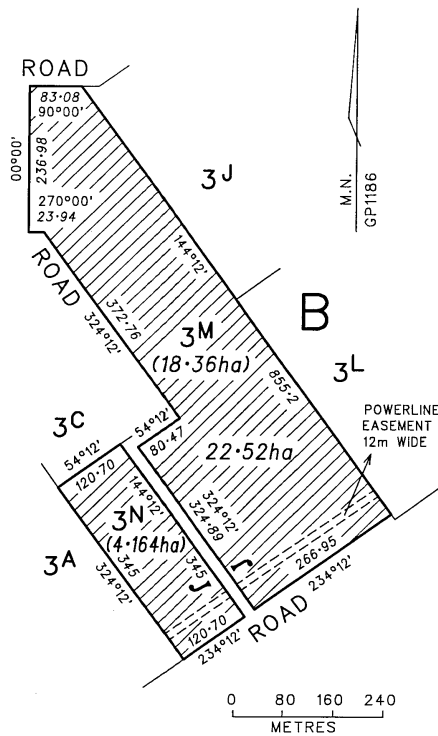 ROAD
83·08
90°00'
00°00'
236·98
270°00'
23·94
3J
M.N.
GP1186
ROAD
324°12'
372·76
144°12'
3M
(18·36ha)
B
3L
855·2
POWERLINE
EASEMENT
12m WIDE
3C
54°12'
54°12'
80·47
120·70
22·52ha
144°12'
3N
(4·164ha)
324°12'
324·89
3A
324°12'
345
345
J
J
266·95
234°12'
ROAD
120·70
234°12'
0 80 160 240
METRES